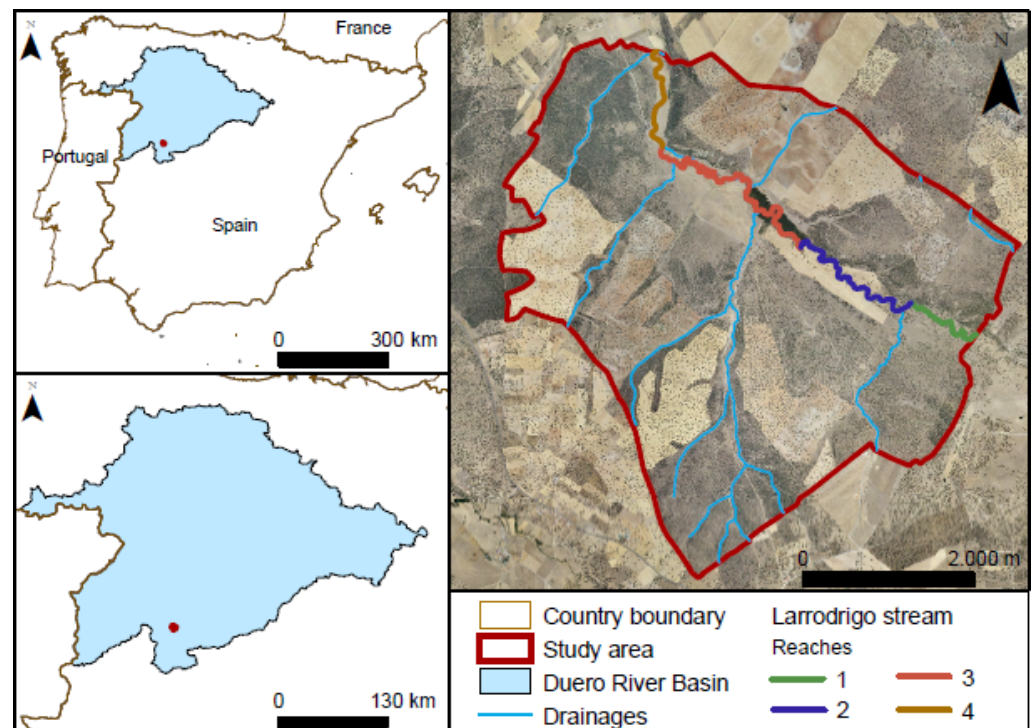 N
France
Portugal
Spain
0 300 km
N
0 130 km
N
0 2.000 m
Country boundary
Study area
Duero River Basin
Drainages
Larrodrigo stream
Reaches
1
2
3
4